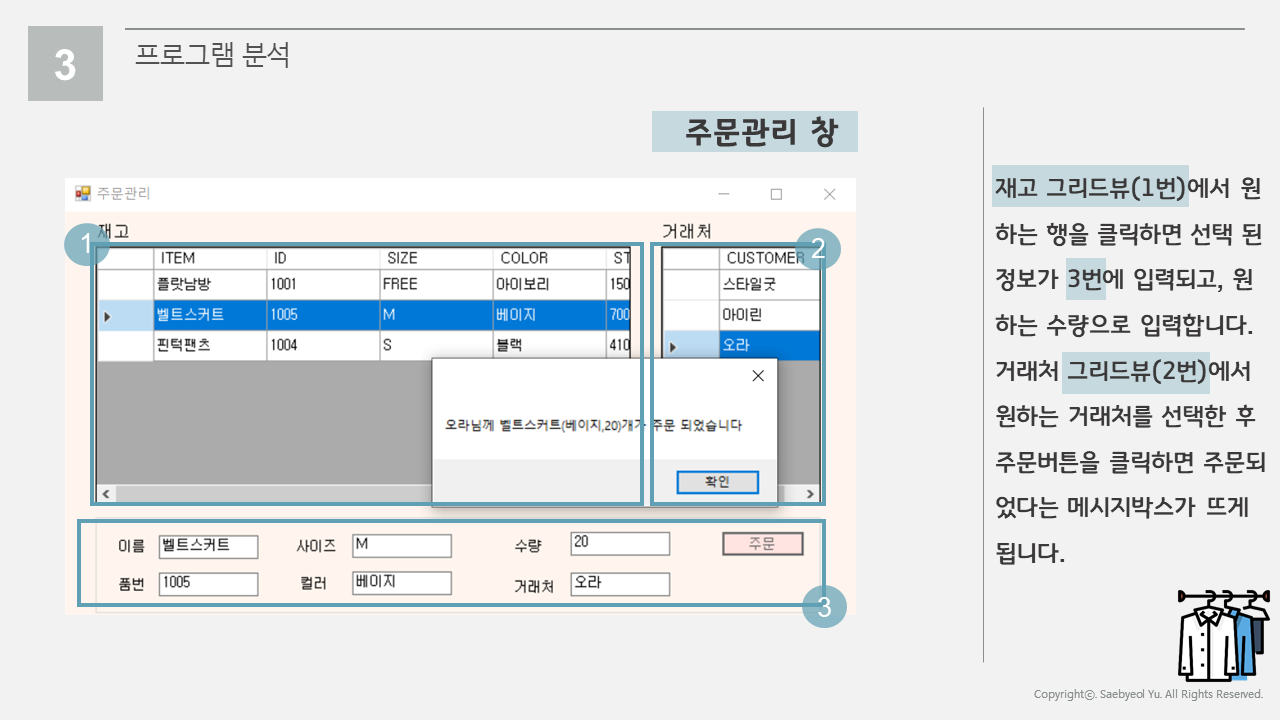 3
프로그램 분석
주문관리 창
주문관리
재고
거래처
1
2
ITEM ID SIZE COLOR ST
플랏남방 1001 FREE 아이보리 150
벨트스커트 1005 M 베이지 700
핀턱팬츠 1004 S 블랙 410
CUSTOMER
스타일굿
아이린
오라
오라님께 벨트스커트(베이지,20)개가 주문 되었습니다
확인
이름 벨트스커트 사이즈 M 수량 20 주문
품번 1005 컬러 베이지 거래처 오라
3
재고 그리드뷰(1번)에서 원
하는 행을 클릭하면 선택 된
정보가 3번에 입력되고, 원
하는 수량으로 입력합니다.
거래처 그리드뷰(2번)에서
원하는 거래처를 선택한 후
주문버튼을 클릭하면 주문되
었다는 메시지박스가 뜨게
됩니다.
Copyrightⓒ. Saebyeol Yu. All Rights Reserved.